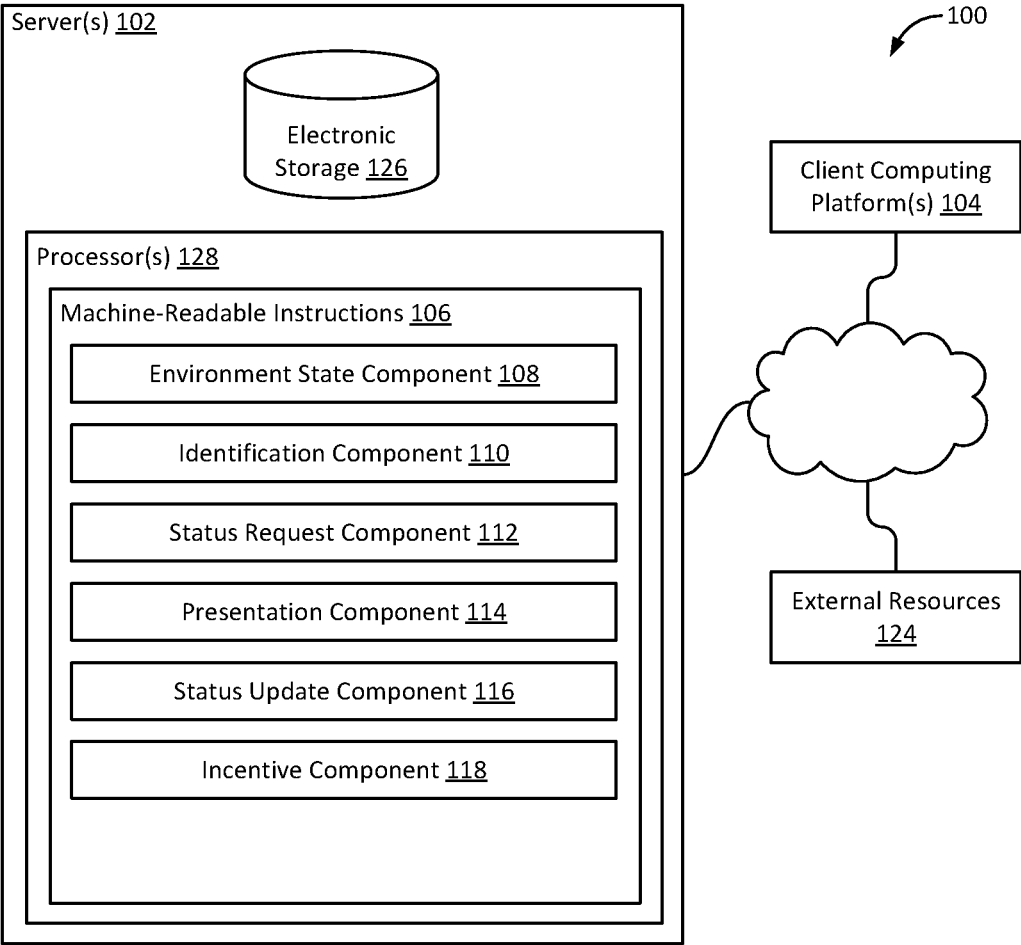 Server(s) 102
100
Electronic
Storage 126
Client Computing
Platform(s) 104
Processor(s) 128
Machine-Readable Instructions 106
Environment State Component 108
Identification Component 110
Status Request Component 112
Presentation Component 114
Status Update Component 116
Incentive Component 118
External Resources
124